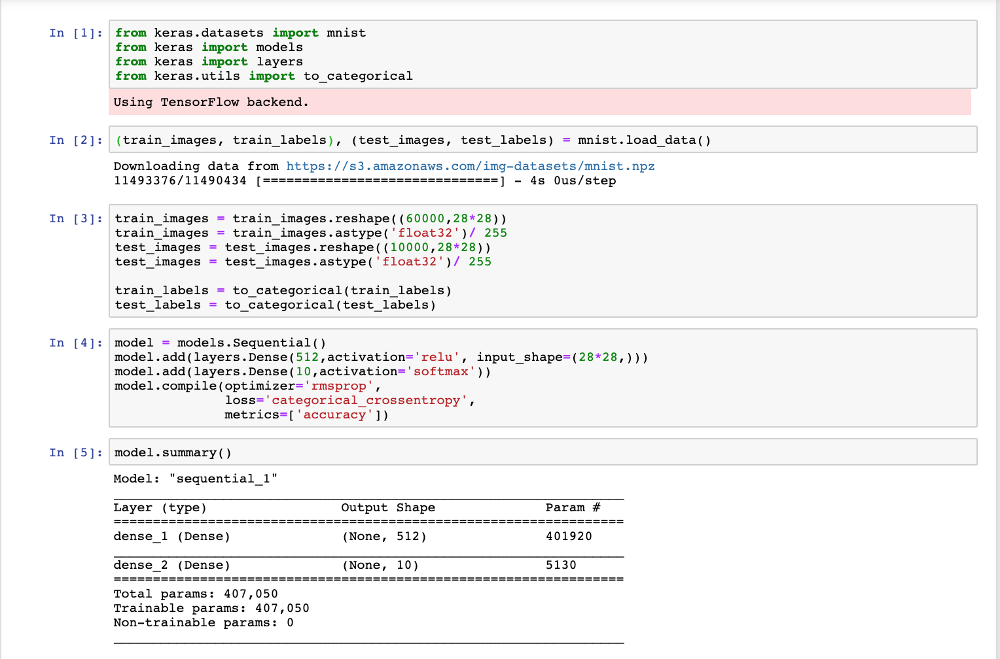 In [1]: from keras.datasets import mnist
from keras import models
from keras import layers
from keras.utils import to_categorical
Using TensorFlow backend.
In [2]: (train_images, train_labels), (test_images, test_labels) = mnist.load_data()
Downloading data from https://s3.amazonaws.com/img-datasets/mnist.npz
11493376/11490434 [==============================] - 4s 0us/step
In [3]: train_images = train_images.reshape((60000,28*28))
train_images = train_images.astype('float32')/ 255
test_images = test_images.reshape((10000,28*28))
test_images = test_images.astype('float32')/ 255
train_labels = to_categorical(train_labels)
test_labels = to_categorical(test_labels)
In [4]: model = models.Sequential()
model.add(layers.Dense(512,activation='relu', input_shape=(28*28,)))
model.add(layers.Dense(10,activation='softmax'))
model.compile(optimizer='rmsprop',
loss='categorical_crossentropy',
metrics=['accuracy'])
In [5]: model.summary()
Model: "sequential_1"
_________________________________________________________________
Layer (type)                 Output Shape              Param #
=================================================================
dense_1 (Dense)              (None, 512)               401920
_________________________________________________________________
dense_2 (Dense)              (None, 10)                5130
=================================================================
Total params: 407,050
Trainable params: 407,050
Non-trainable params: 0
_________________________________________________________________